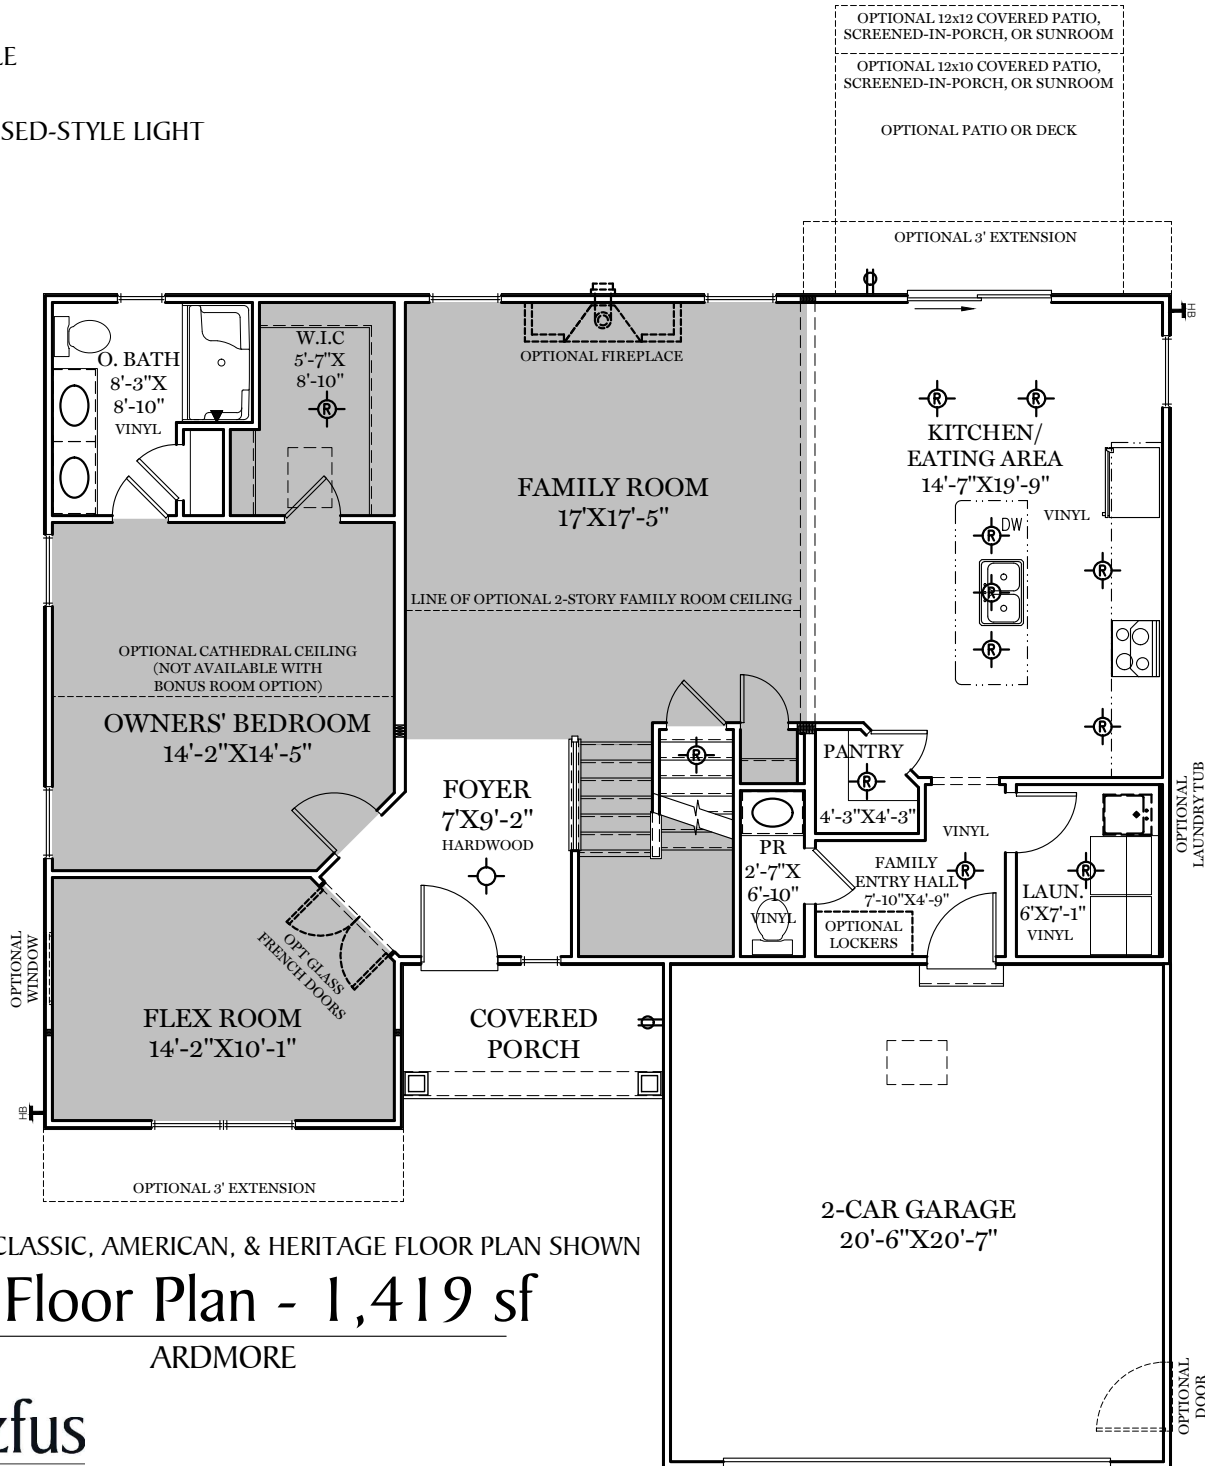 OPTIONAL 12x12 COVERED PATIO,
SCREENED-IN-PORCH, OR SUNROOM
OPTIONAL 12x10 COVERED PATIO,
SCREENED-IN-PORCH, OR SUNROOM
OPTIONAL PATIO OR DECK
OPTIONAL 3' EXTENSION
LE
SED-STYLE LIGHT
HB
O. BATH
8'-3"X
8'-10"
VINYL
W.I.C
5'-7"X
8'-10"
R
OPTIONAL FIREPLACE
FAMILY ROOM
17'X17'-5"
LINE OF OPTIONAL 2-STORY FAMILY ROOM CEILING
R
R
KITCHEN/
EATING AREA
14'-7"X19'-9"
VINYL
R
DW
R
R
R
R
OPTIONAL CATHEDRAL CEILING
(NOT AVAILABLE WITH
BONUS ROOM OPTION)
OWNERS' BEDROOM
14'-2"X14'-5"
FOYER
7'X9'-2"
HARDWOOD
R
PANTRY
R
4'-3"X4'-3"
PR
2'-7"X
6'-10"
VINYL
VINYL
FAMILY
ENTRY HALL
7'-10"X4'-9"
R
OPTIONAL
LOCKERS
R
LAUN.
6'X7'-1"
VINYL
OPTIONAL
LAUNDRY TUB
OPTIONAL
WINDOW
OPT GLASS
FRENCH DOORS
FLEX ROOM
14'-2"X10'-1"
COVERED
PORCH
HB
OPTIONAL 3' EXTENSION
2-CAR GARAGE
20'-6"X20'-7"
OPTIONAL
DOOR
CLASSIC, AMERICAN, & HERITAGE FLOOR PLAN SHOWN
Floor Plan - 1,419 sf
ARDMORE
zfus